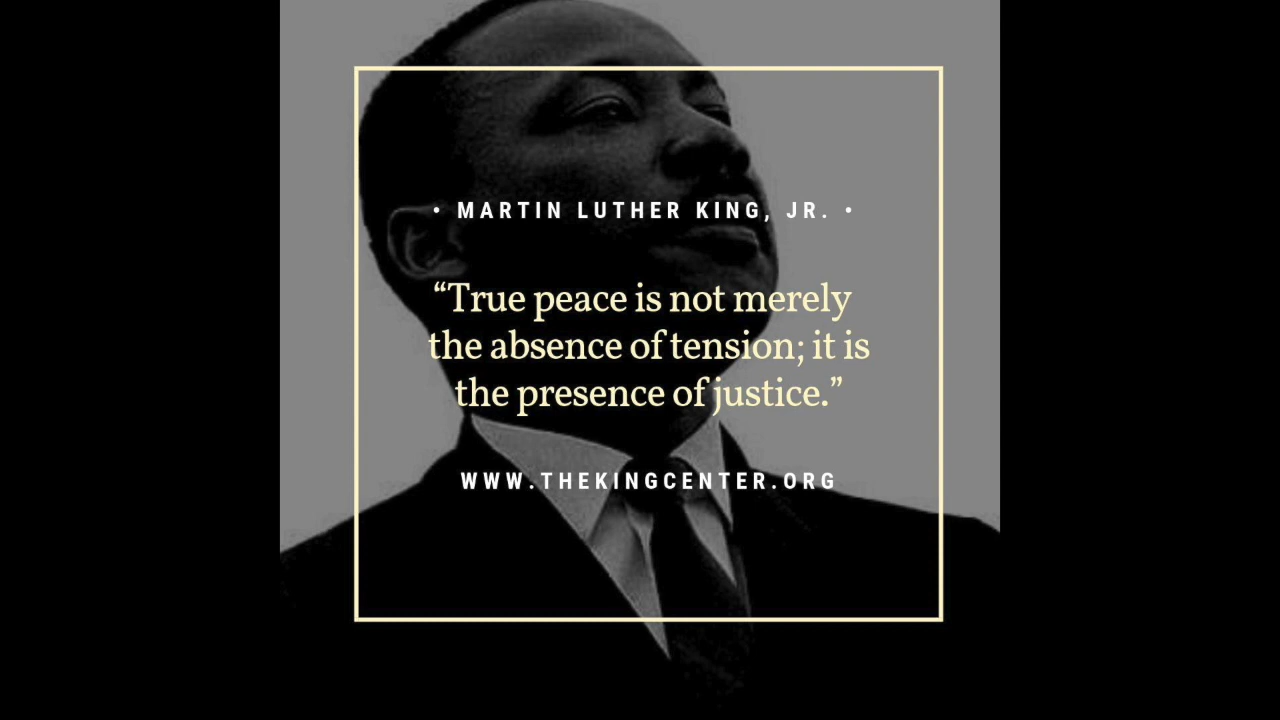 • MARTIN LUTHER KING, JR. •
“True peace is not merely
the absence of tension; it is
the presence of justice.”
WWW.THEKINGCENTER.ORG